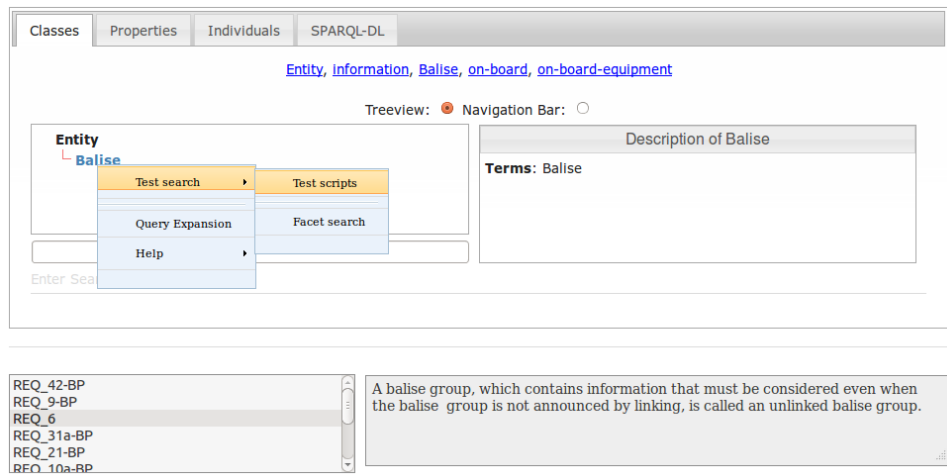 Classes Properties Individuals SPARQL-DL
Entity, information, Balise, on-board, on-board-equipment
Treeview: Navigation Bar:
Entity
Balise
Description of Balise
Terms: Balise
Test search
Test scripts
Query Expansion
Facet search
Help
Enter
REQ_42-BP
REQ_9-BP
REQ_6
REQ_31a-BP
REQ_21-BP
REQ_10a-BP
A balise group, which contains information that must be considered even when
the balise group is not announced by linking, is called an unlinked balise group.